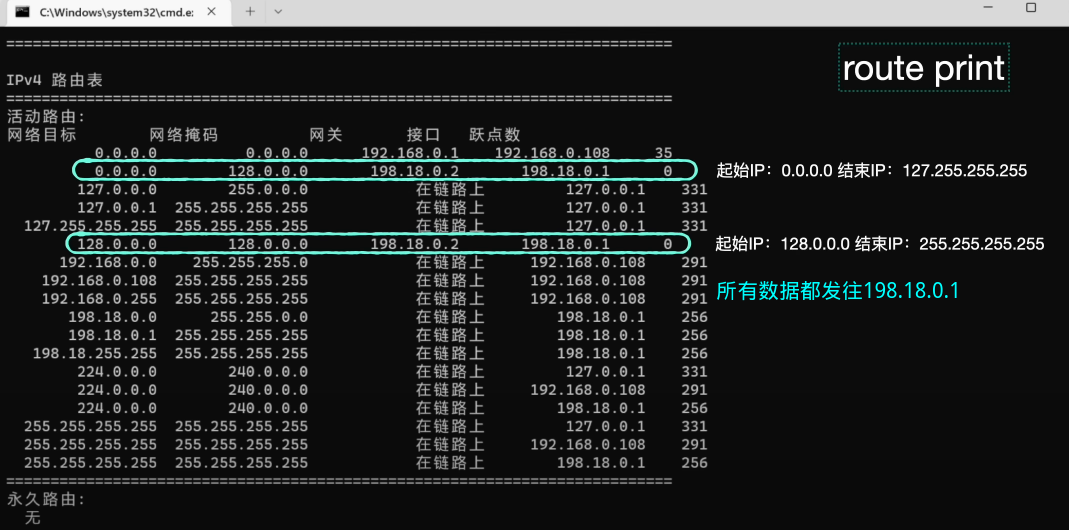 C:\Windows\system32\cmd.e:
===========================================================================
route print
IPv4 路由表
===========================================================================
活动路由:
网络目标 网络掩码 网关 接口 跃点数
0.0.0.0 0.0.0.0 192.168.0.1 192.168.0.108 35
0.0.0.0 128.0.0.0 198.18.0.2 198.18.0.1 0 起始IP：0.0.0.0 结束IP：127.255.255.255
127.0.0.0 255.0.0.0 在链路上 127.0.0.1 331
127.0.0.1 255.255.255.255 在链路上 127.0.0.1 331
127.255.255.255 255.255.255.255 在链路上 127.0.0.1 331
128.0.0.0 128.0.0.0 198.18.0.2 198.18.0.1 0 起始IP：128.0.0.0 结束IP：255.255.255.255
192.168.0.0 255.255.255.0 在链路上 192.168.0.108 291
192.168.0.108 255.255.255.255 在链路上 192.168.0.108 291
192.168.0.255 255.255.255.255 在链路上 192.168.0.108 291
所有数据都发往198.18.0.1
198.18.0.0 255.255.0.0 在链路上 198.18.0.1 256
198.18.0.1 255.255.255.255 在链路上 198.18.0.1 256
198.18.255.255 255.255.255.255 在链路上 198.18.0.1 256
224.0.0.0 240.0.0.0 在链路上 127.0.0.1 331
224.0.0.0 240.0.0.0 在链路上 192.168.0.108 291
224.0.0.0 240.0.0.0 在链路上 198.18.0.1 256
255.255.255.255 255.255.255.255 在链路上 127.0.0.1 331
255.255.255.255 255.255.255.255 在链路上 192.168.0.108 291
255.255.255.255 255.255.255.255 在链路上 198.18.0.1 256
===========================================================================
永久路由:
无